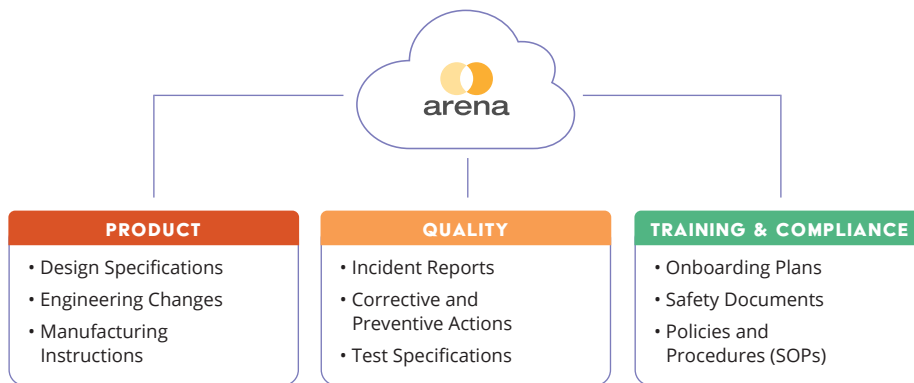 arena
PRODUCT
• Design Specifications
• Engineering Changes
• Manufacturing
Instructions
QUALITY
• Incident Reports
• Corrective and
Preventive Actions
• Test Specifications
TRAINING & COMPLIANCE
• Onboarding Plans
• Safety Documents
• Policies and
Procedures (SOPs)